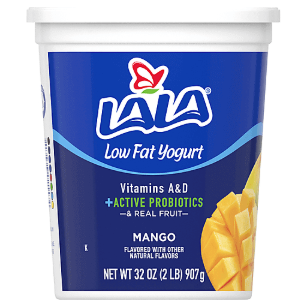 LALA®
Low Fat Yogurt
Vitamins A&D
+ACTIVE PROBIOTICS
—& REAL FRUIT—
MANGO
FLAVORED WITH OTHER
NATURAL FLAVORS
K
NET WT 32 OZ (2 LB) 907g